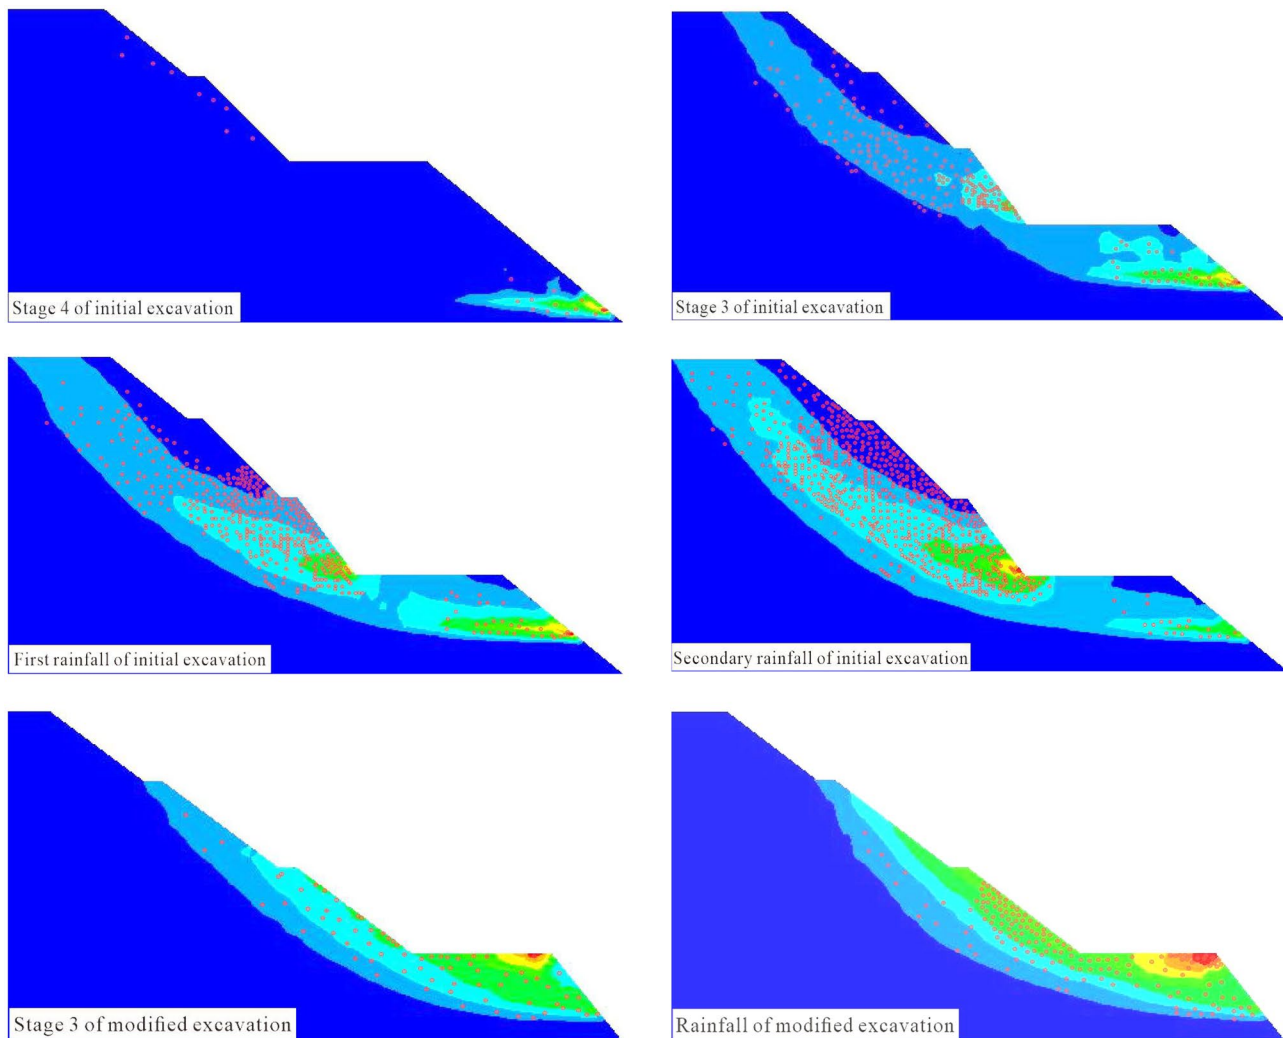 Stage 4 of initial excavation
Stage 3 of initial excavation
First rainfall of initial excavation
Secondary rainfall of initial excavation
Stage 3 of modified excavation
Rainfall of modified excavation